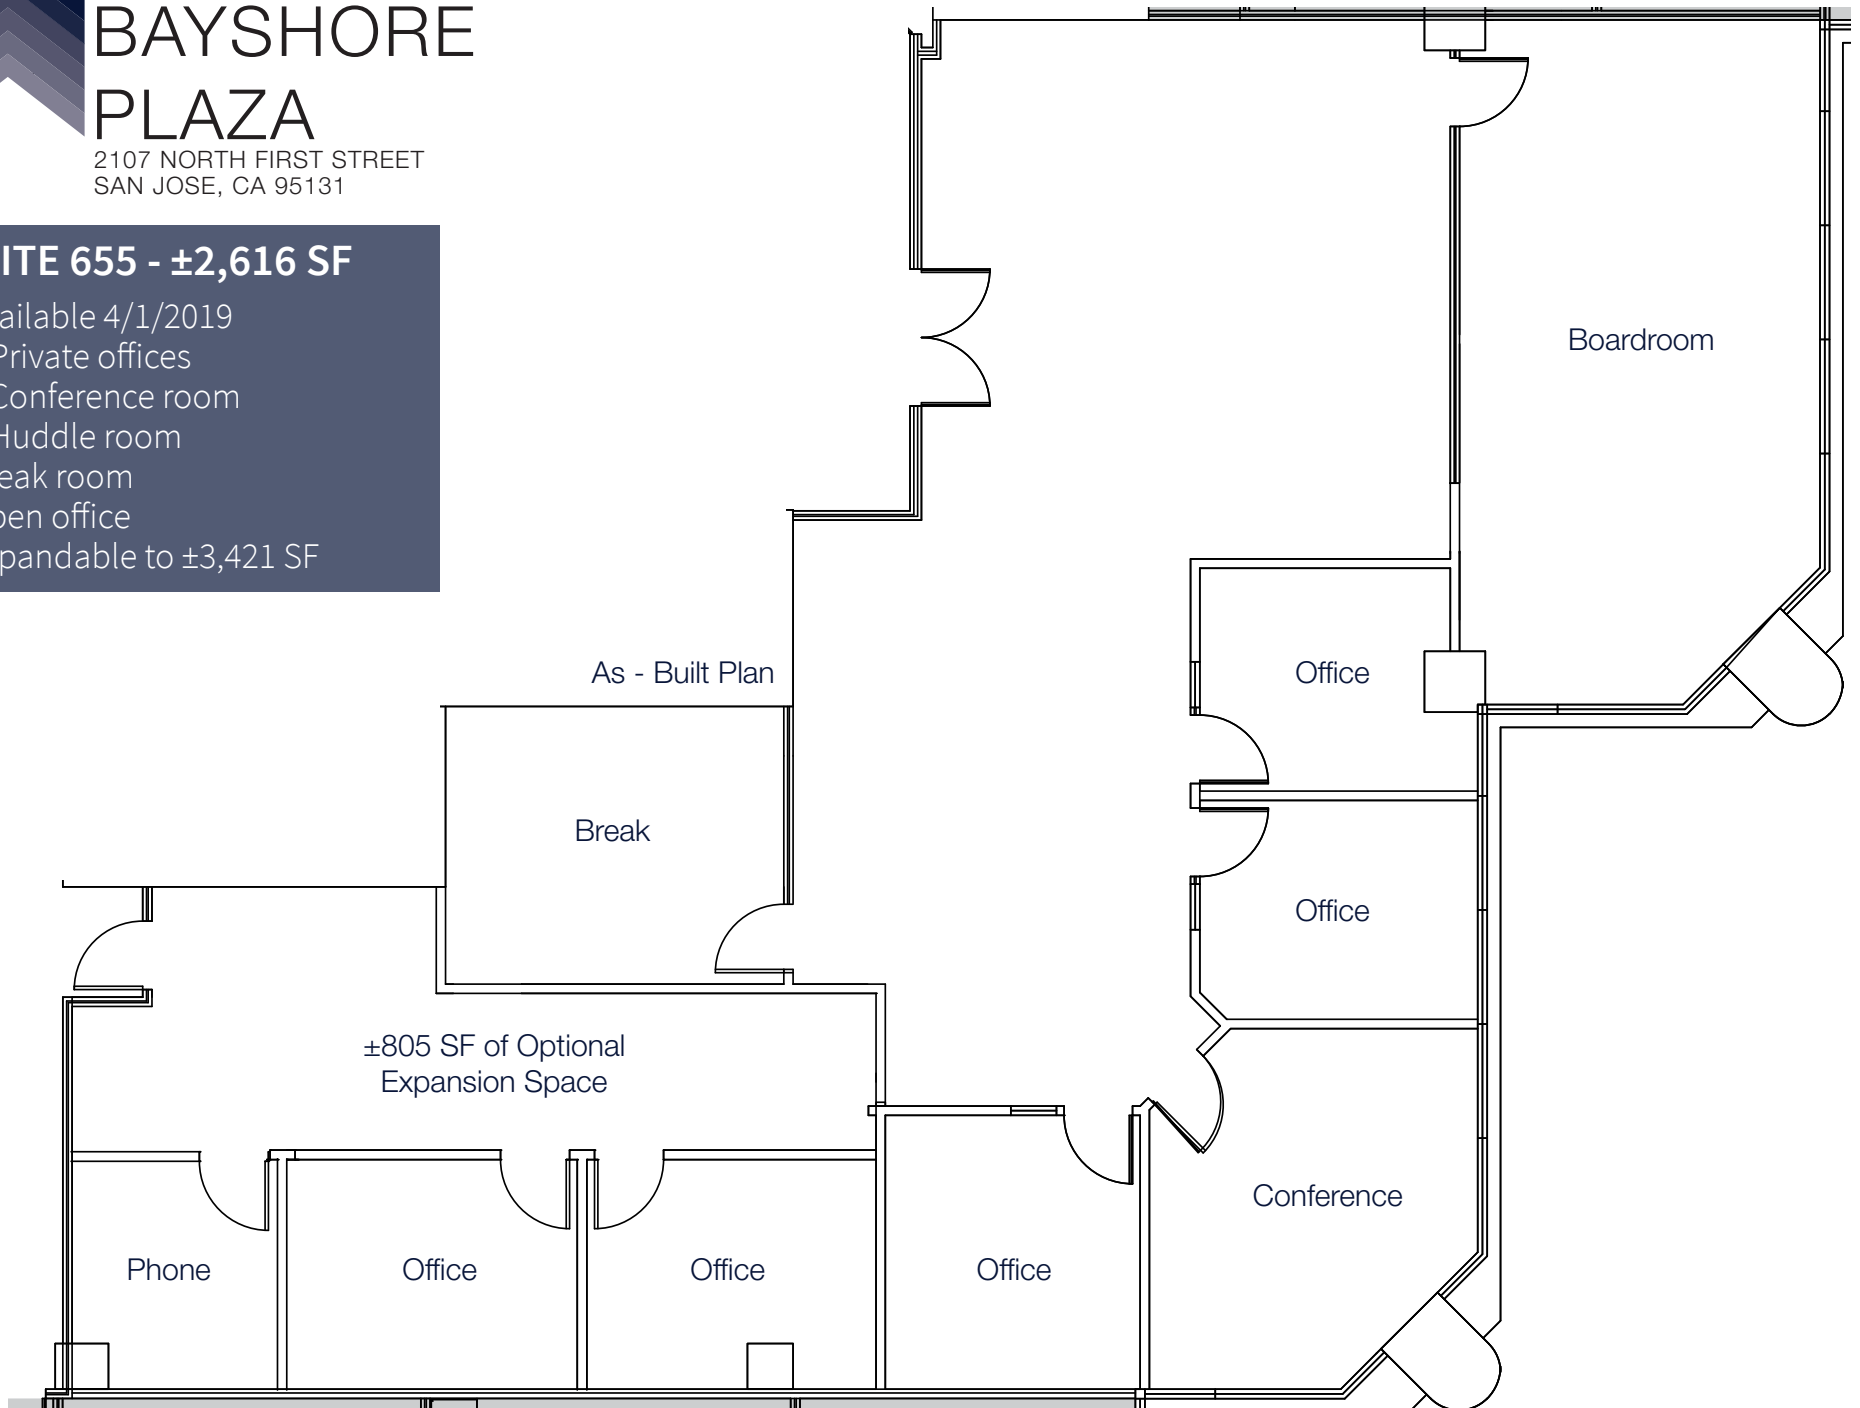 BAYSHORE
PLAZA
2107 NORTH FIRST STREET
SAN JOSE, CA 95131
ITE 655 - ±2,616 SF
ailable 4/1/2019
Private offices
Conference room
Huddle room
eak room
pen office
pandable to ±3,421 SF
Boardroom
As - Built Plan
Office
Break
Office
±805 SF of Optional
Expansion Space
Conference
Phone
Office
Office
Office